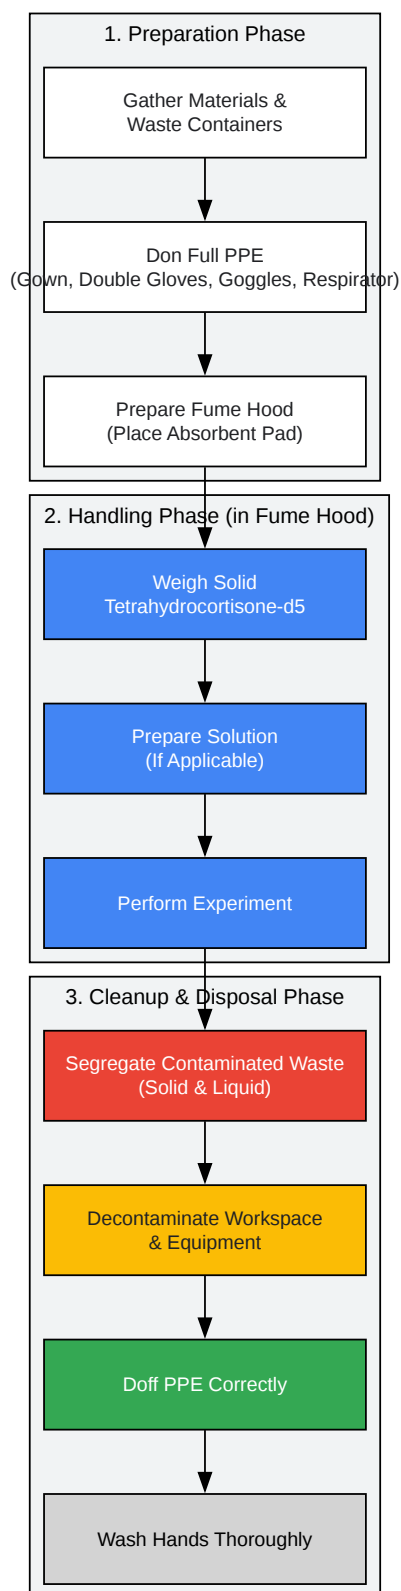 1. Preparation Phase
Gather Materials &
Waste Containers
Don Full PPE
(Gown, Double Gloves, Goggles, Respirator)
Prepare Fume Hood
(Place Absorbent Pad)
2. Handling Phase (in Fume Hood)
Weigh Solid
Tetrahydrocortisone-d5
Prepare Solution
(If Applicable)
Perform Experiment
3. Cleanup & Disposal Phase
Segregate Contaminated Waste
(Solid & Liquid)
Decontaminate Workspace
& Equipment
Doff PPE Correctly
Wash Hands Thoroughly